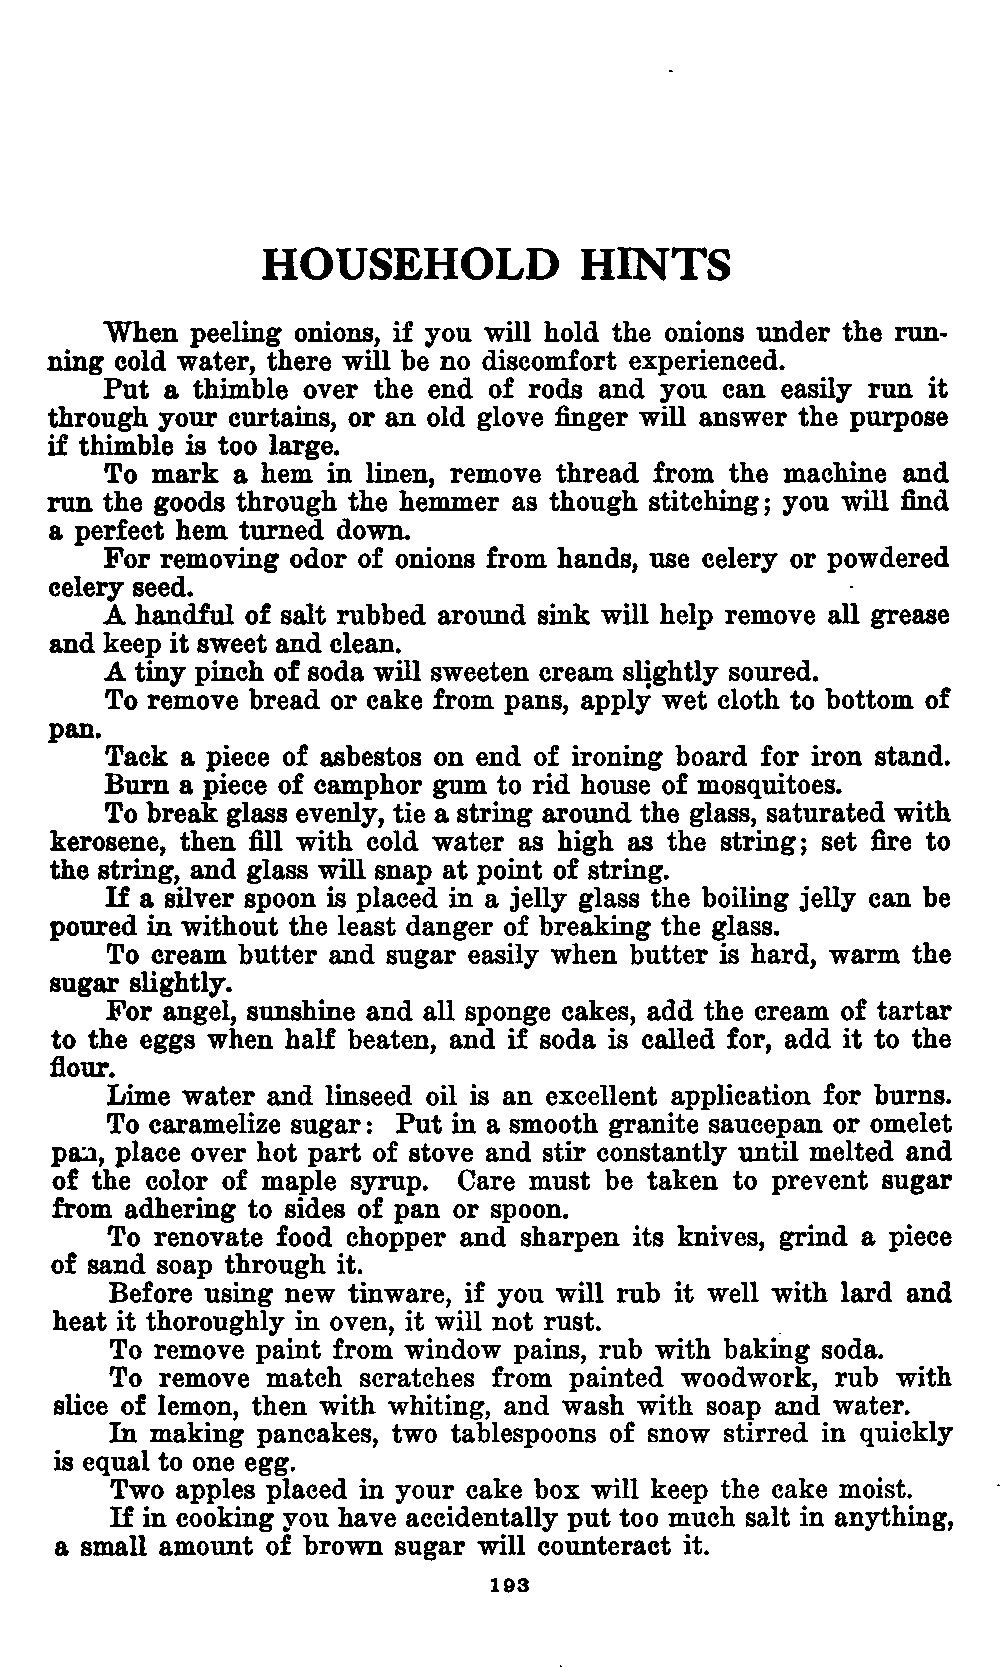 HOUSEHOLD HINTS
When peeling onions, if you will hold the onions under the run-
ning cold water, there will be no discomfort experienced.
Put a thimble over the end of rods and you can easily run it
through your curtains, or an old glove finger will answer the purpose
if thimble is too large.
To mark a hem in linen, remove thread from the machine and
run the goods through the hemmer as though stitching; you will find
a perfect hem turned down.
For removing odor of onions from hands, use celery or powdered
celery seed.
A handful of salt rubbed around sink will help remove all grease
and keep it sweet and clean.
A tiny pinch of soda will sweeten cream slightly soured.
To remove bread or cake from pans, apply wet cloth to bottom of
pan.
Tack a piece of asbestos on end of ironing board for iron stand.
Burn a piece of camphor gum to rid house of mosquitoes.
To break glass evenly, tie a string around the glass, saturated with
kerosene, then fill with cold water as high as the string; set fire to
the string, and glass will snap at point of string.
If a silver spoon is placed in a jelly glass the boiling jelly can be
poured in without the least danger of breaking the glass.
To cream butter and sugar easily when butter is hard, warm the
sugar slightly.
For angel, sunshine and all sponge cakes, add the cream of tartar
to the eggs when half beaten, and if soda is called for, add it to the
flour.
Lime water and linseed oil is an excellent application for burns.
To caramelize sugar: Put in a smooth granite saucepan or omelet
pan, place over hot part of stove and stir constantly until melted and
of the color of maple syrup. Care must be taken to prevent sugar
from adhering to sides of pan or spoon.
To renovate food chopper and sharpen its knives, grind a piece
of sand soap through it.
Before using new tinware, if you will rub it well with lard and
heat it thoroughly in oven, it will not rust.
To remove paint from window pains, rub with baking soda.
To remove match scratches from painted woodwork, rub with
slice of lemon, then with whiting, and wash with soap and water.
In making pancakes, two tablespoons of snow stirred in quickly
is equal to one egg.
Two apples placed in your cake box will keep the cake moist.
If in cooking you have accidentally put too much salt in anything,
a small amount of brown sugar will counteract it.
193